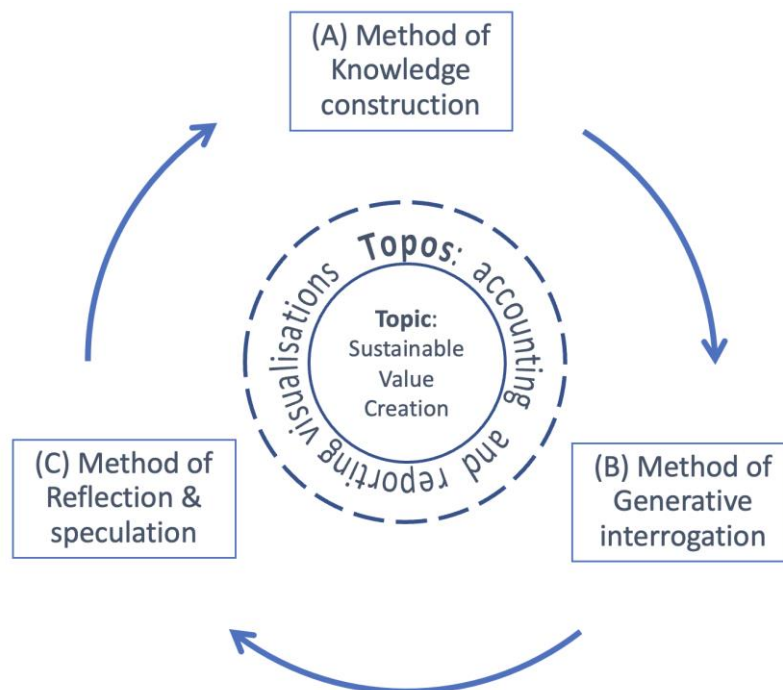 (A) Method of
Knowledge
construction
Topos: accounting and reporting visualisations
Topic:
Sustainable
Value
Creation
(C) Method of
Reflection &
speculation
(B) Method of
Generative
interrogation